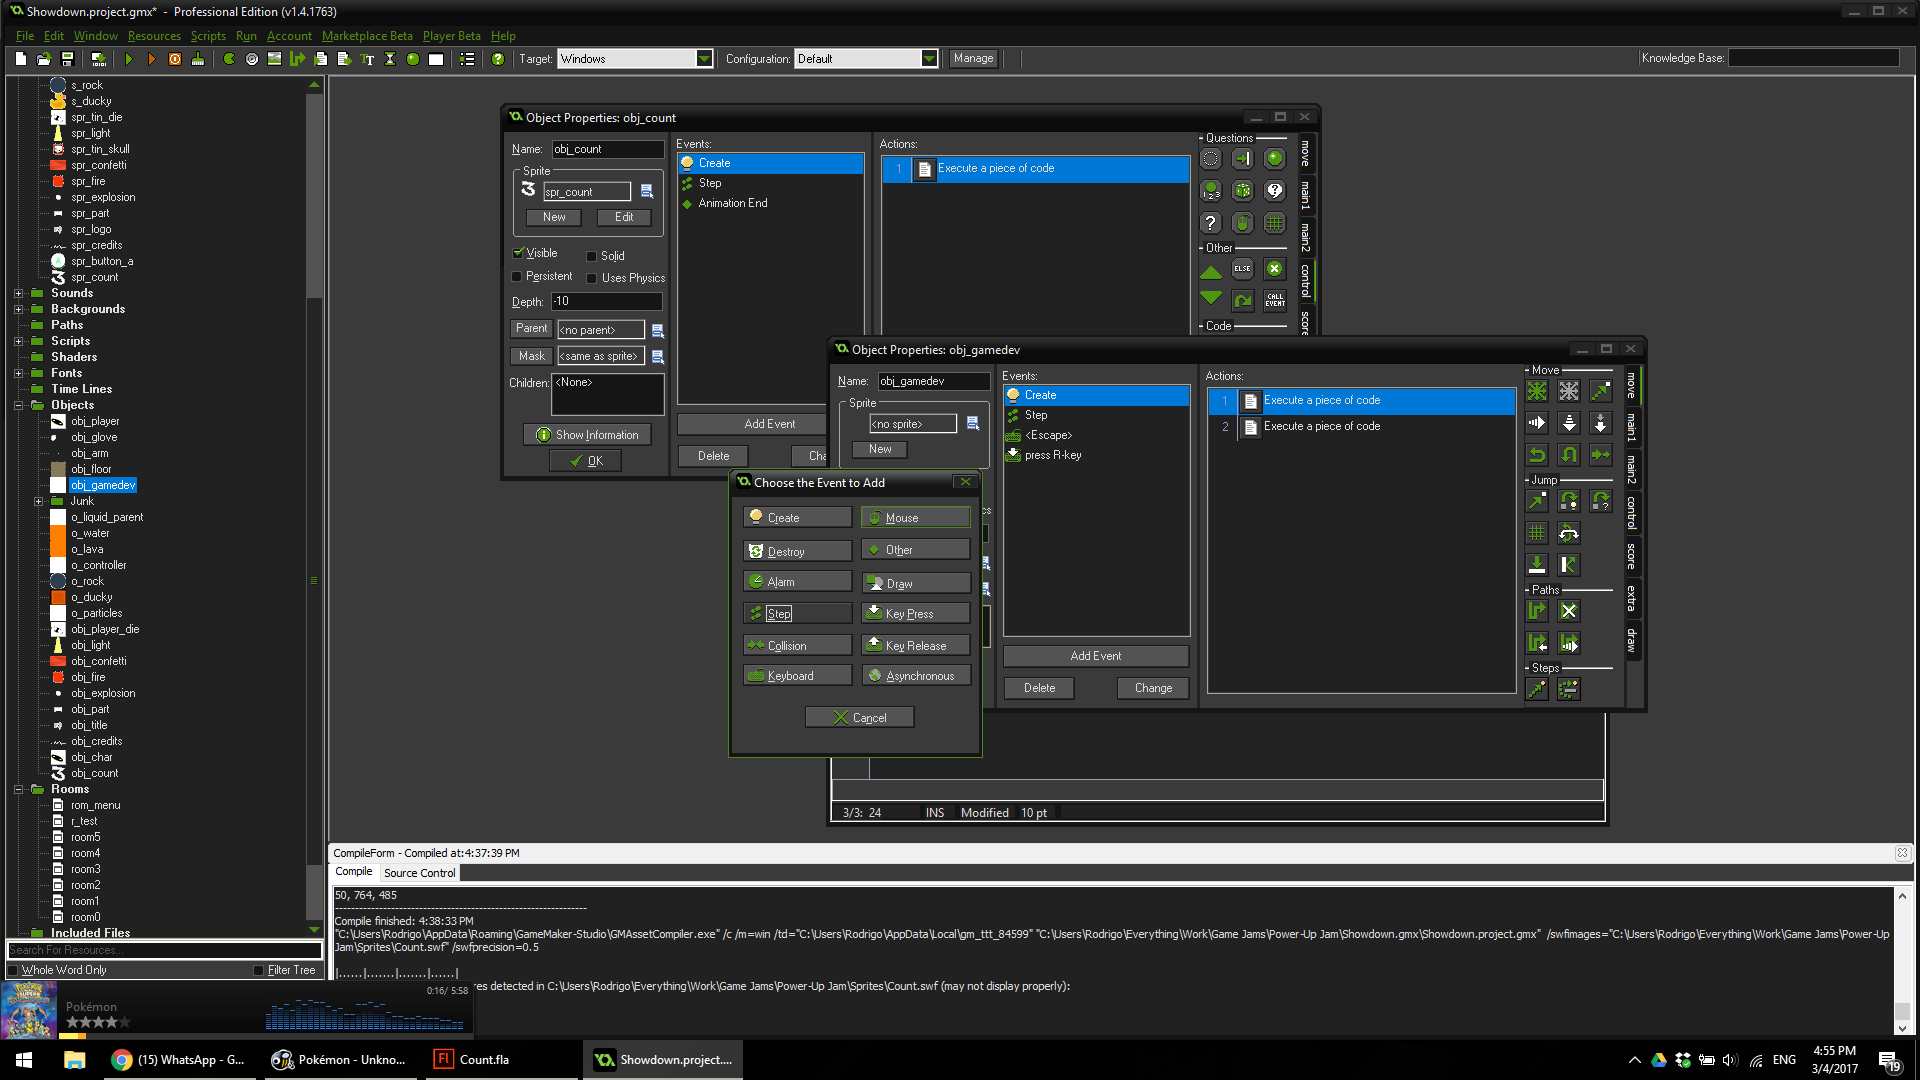 Showdown.project.gmx* - Professional Edition (v1.4.1763)
File Edit Window Resources Scripts Run Account Marketplace Beta Player Beta Help
Target: Windows Configuration: Default Manage Knowledge Base:
s_rock
s_ducky
spr_tin_die
spr_light
spr_tin_skull
spr_confetti
spr_fire
spr_explosion
spr_part
spr_logo
spr_credits
spr_button_a
spr_count
Sounds
Backgrounds
Paths
Scripts
Shaders
Fonts
Time Lines
Objects
obj_player
obj_glove
obj_arm
obj_floor
obj_gamedev
Junk
o_liquid_parent
o_water
o_lava
o_controller
o_rock
o_ducky
o_particles
obj_player_die
obj_light
obj_confetti
obj_fire
obj_explosion
obj_part
obj_title
obj_credits
obj_char
obj_count
Rooms
rom_menu
r_test
room5
room4
room3
room2
room1
room0
Included Files
Search For Resources...
Whole Word Only Filter Tree
Object Properties: obj_count
Name: obj_count
Sprite
spr_count
New Edit
Visible Solid
Persistent Uses Physics
Depth: -10
Parent <no parent>
Mask <same as sprite>
Children: <None>
Show Information
OK
Events:
Create
Step
Animation End
Add Event
Delete Cha
Actions:
1 Execute a piece of code
Questions
Other
ELSE
CALL EVENT
Code
move
main1
main2
control
score
Object Properties: obj_gamedev
Name: obj_gamedev
Sprite
<no sprite>
New
cs
Events:
Create
Step
<Escape>
press R-key
Add Event
Delete Change
Actions:
1 Execute a piece of code
2 Execute a piece of code
Move
Jump
Paths
Steps
move
main1
main2
control
score
extra
draw
Choose the Event to Add
Create Mouse
Destroy Other
Alarm Draw
Step Key Press
Collision Key Release
Keyboard Asynchronous
Cancel
3/3: 24 INS Modified 10 pt
CompileForm - Compiled at:4:37:39 PM
Compile Source Control
50, 764, 485
Compile finished: 4:38:33 PM
"C:\Users\Rodrigo\AppData\Roaming\GameMaker-Studio\GMAssetCompiler.exe" /c /m=win /td="C:\Users\Rodrigo\AppData\Local\gm_ttt_84599" "C:\Users\Rodrigo\Everything\Work\Game Jams\Power-Up Jam\Showdown.gmx\Showdown.project.gmx" /swfimages="C:\Users\Rodrigo\Everything\Work\Game Jams\Power-Up
Jam\Sprites\Count.swf" /swfprecision=0.5
|......|.......|.......|......|
res detected in C:\Users\Rodrigo\Everything\Work\Game Jams\Power-Up Jam\Sprites\Count.swf (may not display properly):
0:16/ 5:58
Pokémon
(15) WhatsApp - G...
Pokémon - Unkno...
Count.fla
Showdown.project....
ENG
4:55 PM
3/4/2017
19